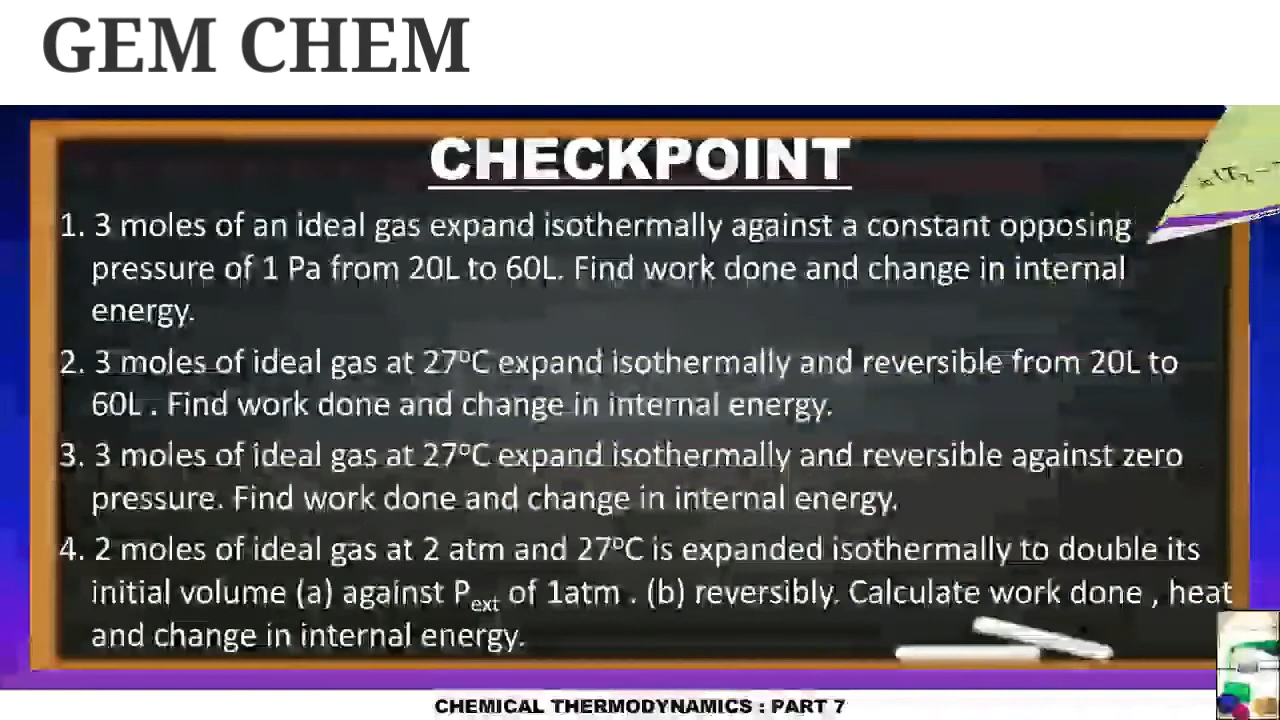 GEM CHEM
CHECKPOINT
1. 3 moles of an ideal gas expand isothermally against a constant opposing
pressure of 1 Pa from 20L to 60L. Find work done and change in internal
energy.
2. 3 moles of ideal gas at 27⁰C expand isothermally and reversible from 20L to
60L . Find work done and change in internal energy.
3. 3 moles of ideal gas at 27⁰C expand isothermally and reversible against zero
pressure. Find work done and change in internal energy.
4. 2 moles of ideal gas at 2 atm and 27⁰C is expanded isothermally to double its
initial volume (a) against Pext of 1atm . (b) reversibly. Calculate work done , heat
and change in internal energy.
CHEMICAL THERMODYNAMICS : PART 7